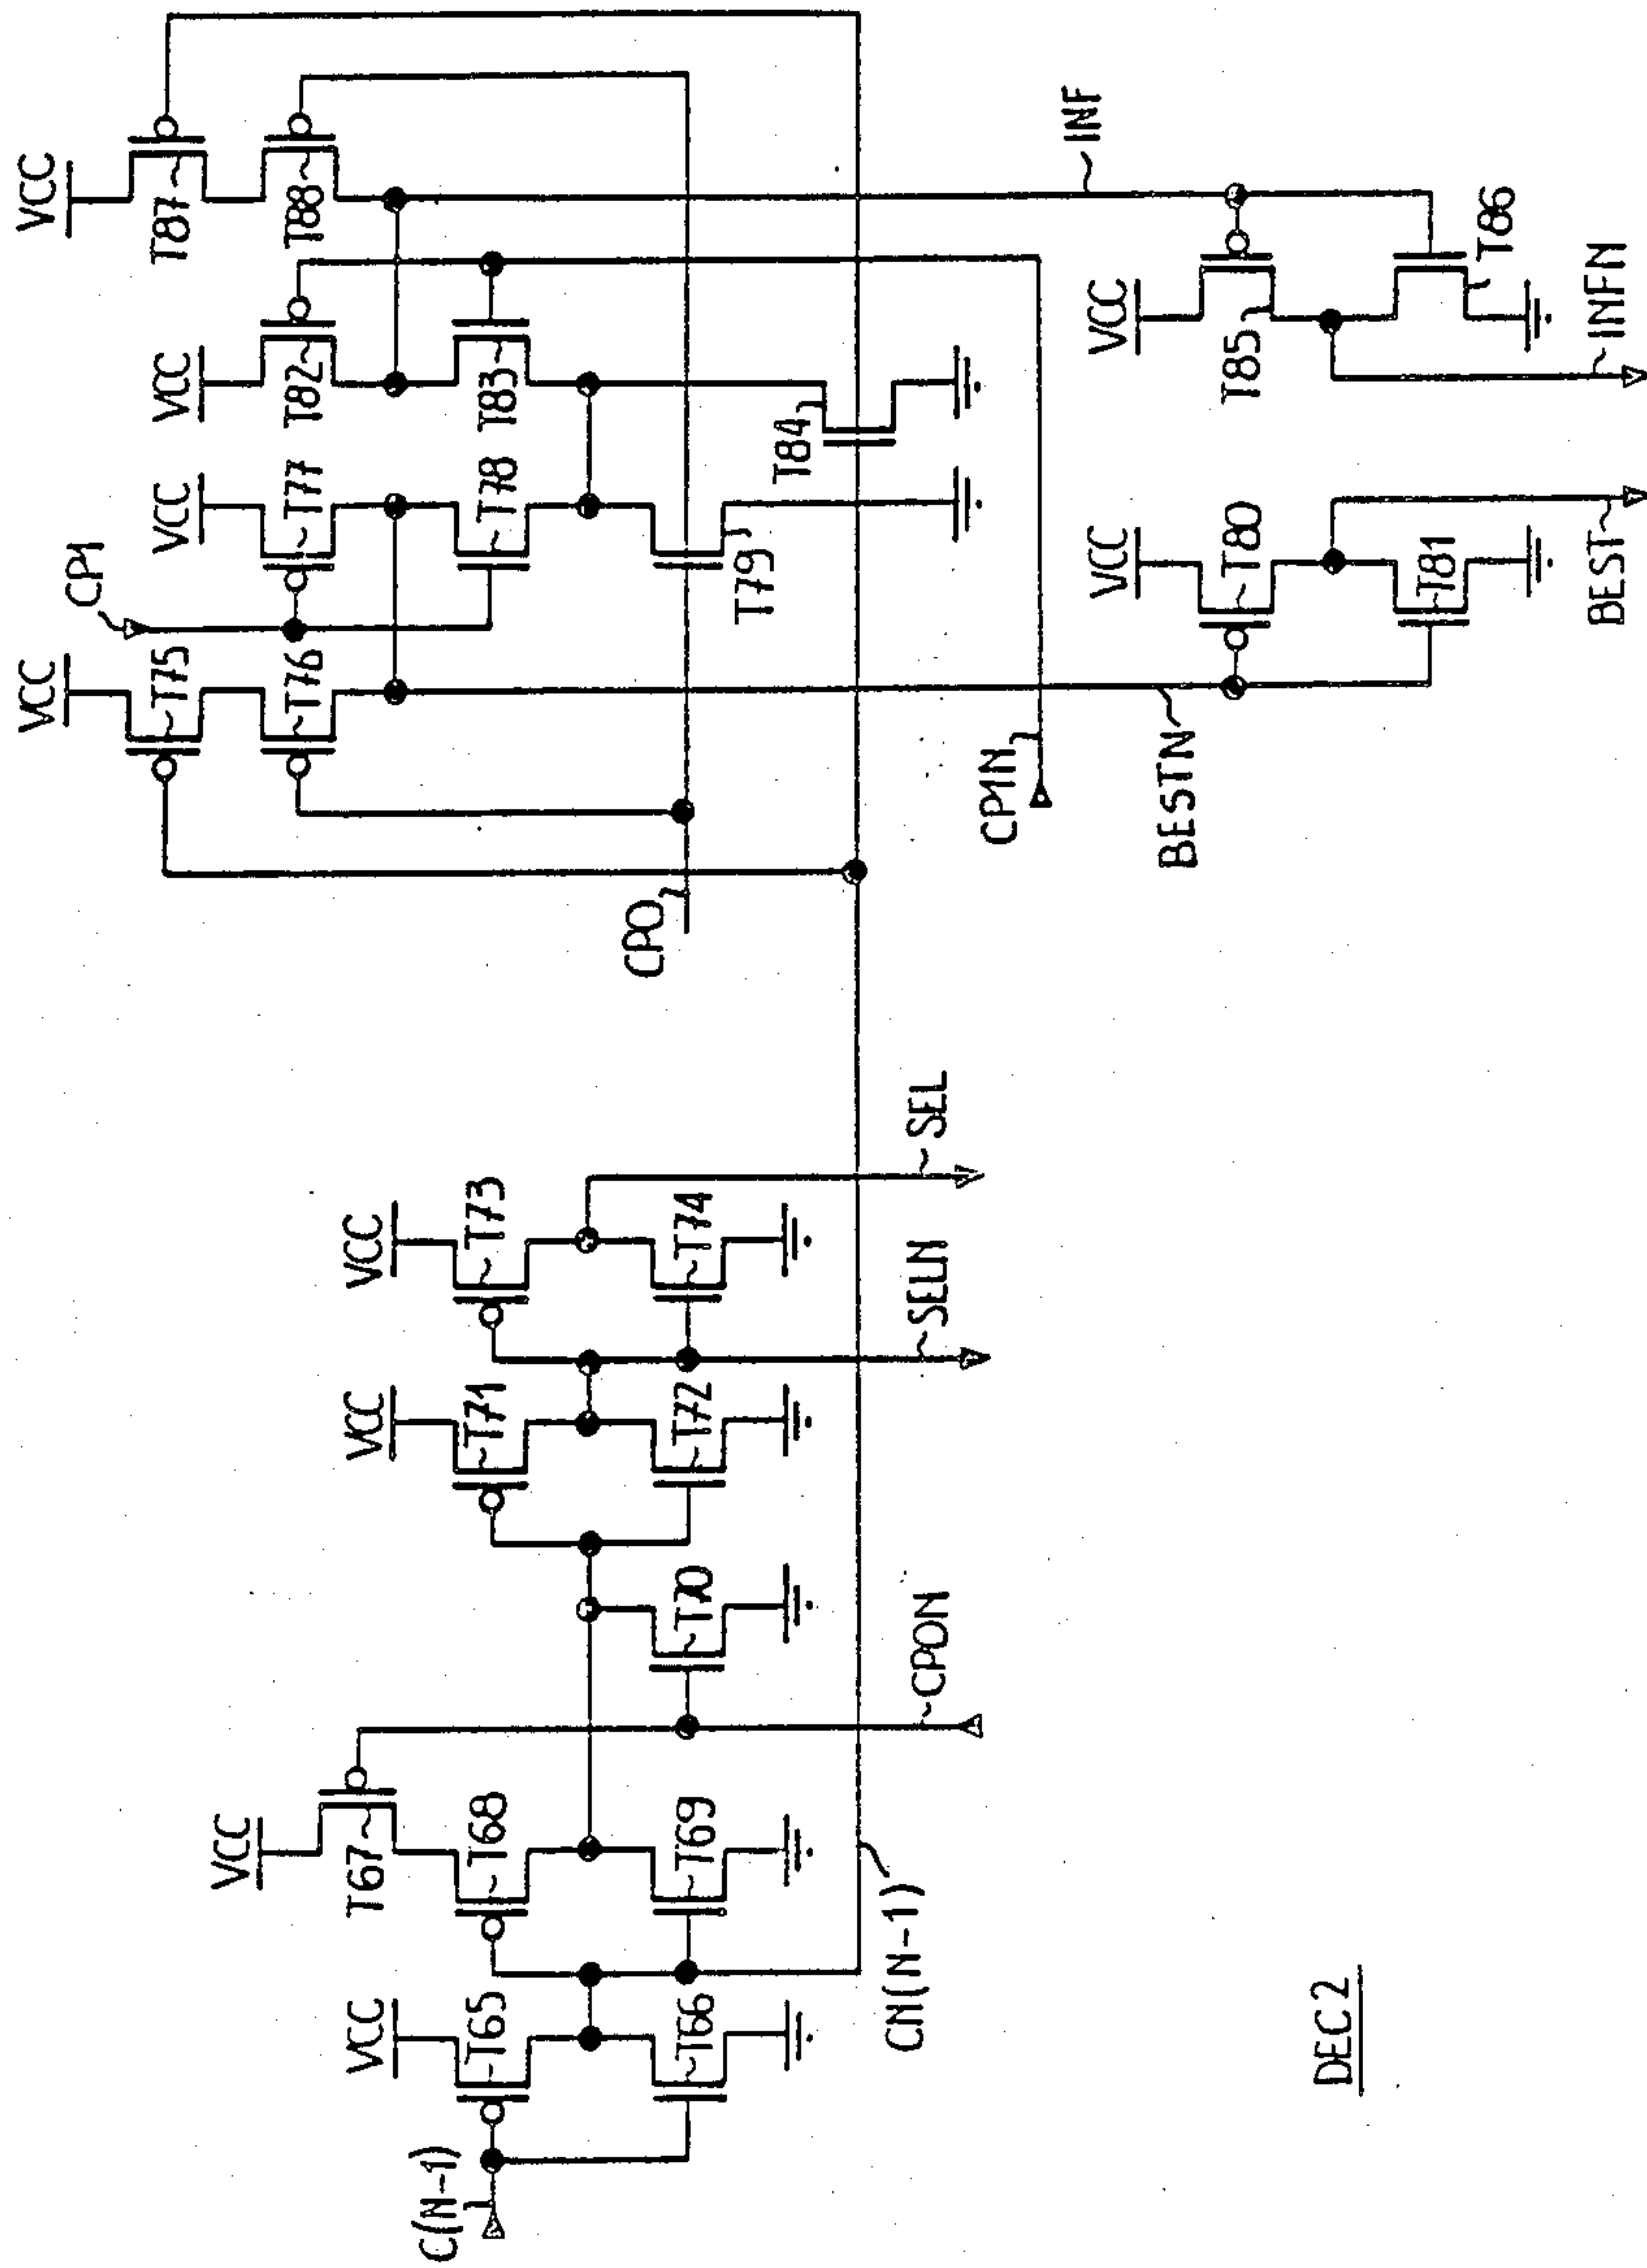 VCC
T87
T88
VCC
T82
T83
T84
VCC
T77
T78
T79
CP1
VCC
T75
T76
CP0
CP1N
BESTN
INF
VCC
T85
T86
INFN
VCC
T80
T81
BEST
VCC
T73
T74
SEL
SELN
VCC
T71
T72
T70
CP0N
VCC
T67
T68
T69
VCC
T65
T66
C(N-1)
CN(N-1)
DEC2